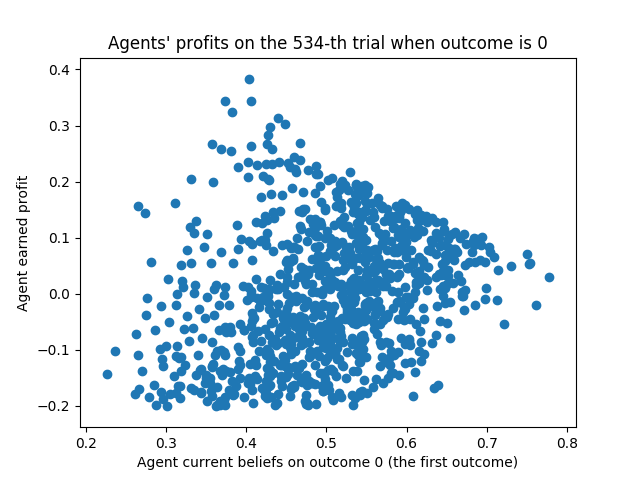 Agents' profits on the 534-th trial when outcome is 0
0.4
0.3
0.2
0.1
0.0
−0.1
−0.2
Agent earned profit
0.2 0.3 0.4 0.5 0.6 0.7 0.8
Agent current beliefs on outcome 0 (the first outcome)